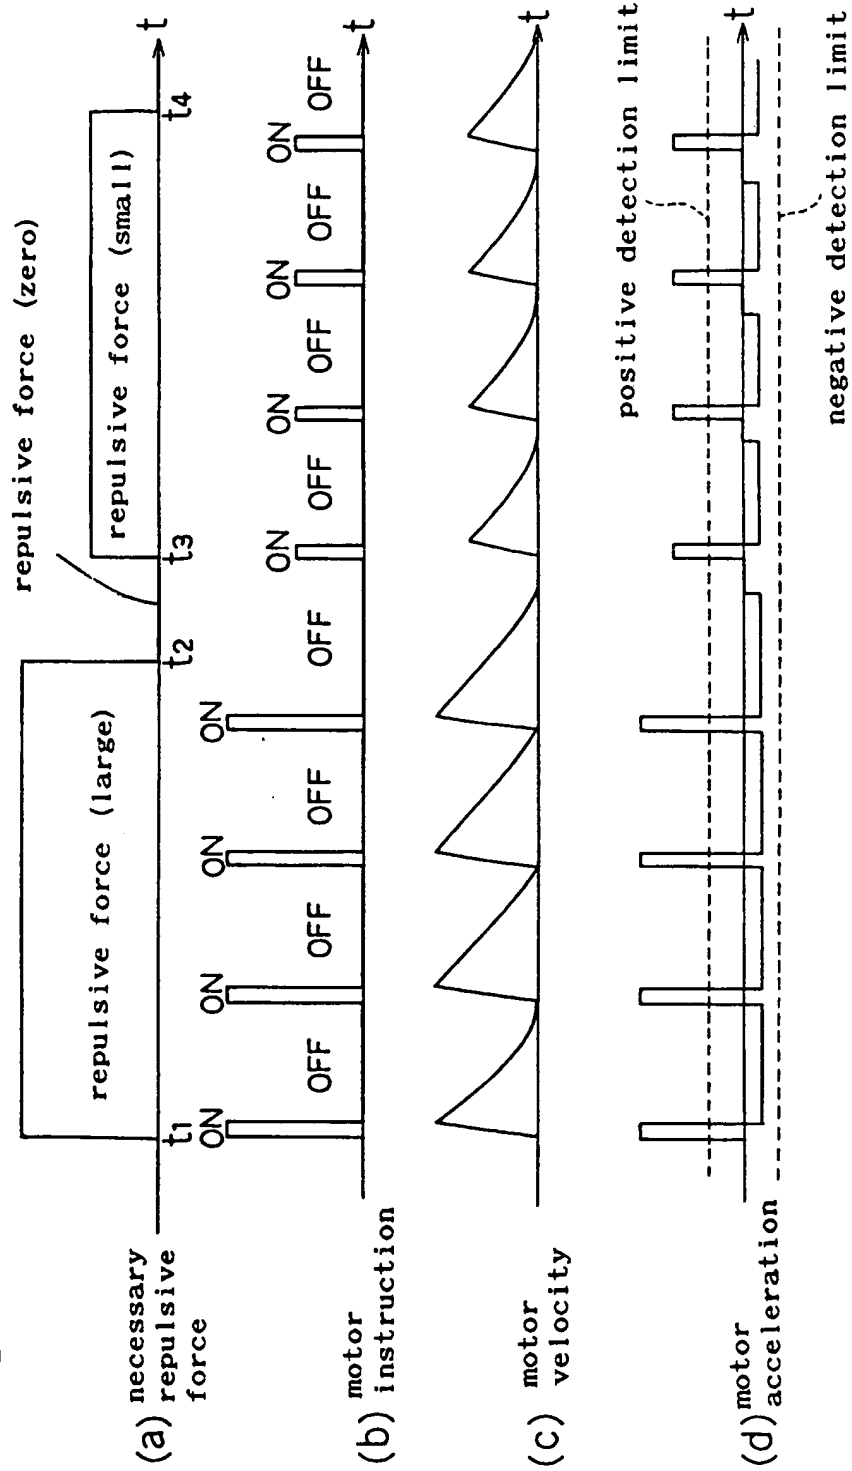 (a) necessary
repulsive
force
repulsive force (large)
repulsive force (zero)
repulsive force (small)
t1
t2
t3
t4
t
(b) motor
instruction
ON
OFF
ON
OFF
ON
OFF
ON
OFF
ON
OFF
ON
OFF
ON
OFF
ON
OFF
t
(c) motor
velocity
t
(d) motor
acceleration
positive detection limit
negative detection limit
t